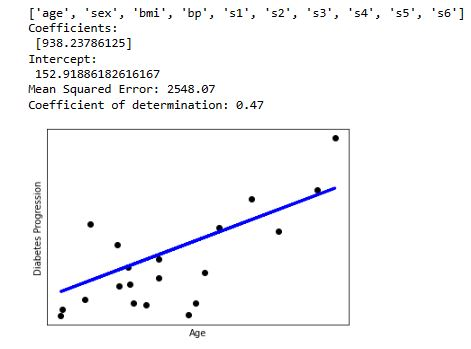 ['age', 'sex', 'bmi', 'bp', 's1', 's2', 's3', 's4', 's5', 's6']
Coefficients:
[938.23786125]
Intercept:
152.91886182616167
Mean Squared Error: 2548.07
Coefficient of determination: 0.47
Diabetes Progression
Age